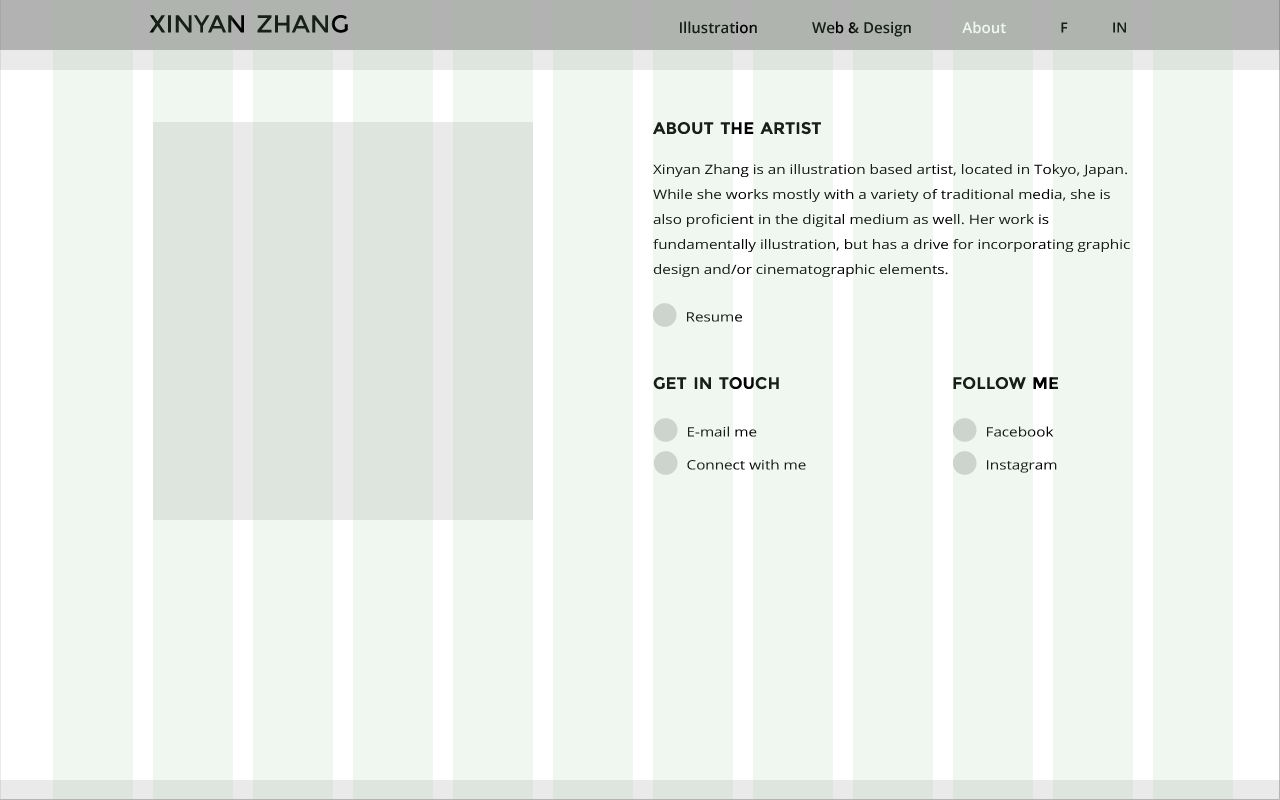 XINYAN ZHANG
Illustration Web & Design About F IN
ABOUT THE ARTIST
Xinyan Zhang is an illustration based artist, located in Tokyo, Japan.
While she works mostly with a variety of traditional media, she is
also proficient in the digital medium as well. Her work is
fundamentally illustration, but has a drive for incorporating graphic
design and/or cinematographic elements.
Resume
GET IN TOUCH
E-mail me
Connect with me
FOLLOW ME
Facebook
Instagram